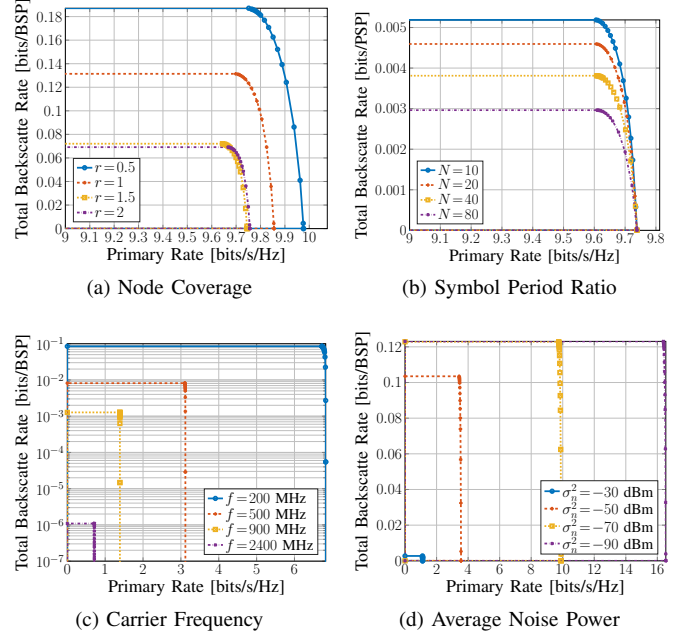 Total Backscatte Rate [bits/BSP]
0.18
0.16
0.14
0.12
0.1
0.08
0.06
0.04
0.02
0
r = 0.5
r = 1
r = 1.5
r = 2
9 9.1 9.2 9.3 9.4 9.5 9.6 9.7 9.8 9.9 10
Primary Rate [bits/s/Hz]
(a) Node Coverage
Total Backscatte Rate [bits/PSP]
0.005
0.004
0.003
0.002
0.001
0
N = 10
N = 20
N = 40
N = 80
9 9.1 9.2 9.3 9.4 9.5 9.6 9.7 9.8
Primary Rate [bits/s/Hz]
(b) Symbol Period Ratio
Total Backscatte Rate [bits/BSP]
10⁻¹
10⁻²
10⁻³
10⁻⁴
10⁻⁵
10⁻⁶
10⁻⁷
f = 200 MHz
f = 500 MHz
f = 900 MHz
f = 2400 MHz
0 1 2 3 4 5 6
Primary Rate [bits/s/Hz]
(c) Carrier Frequency
Total Backscatte Rate [bits/BSP]
0.12
0.1
0.08
0.06
0.04
0.02
0
σₙ² = −30 dBm
σₙ² = −50 dBm
σₙ² = −70 dBm
σₙ² = −90 dBm
0 2 4 6 8 10 12 14 16
Primary Rate [bits/s/Hz]
(d) Average Noise Power